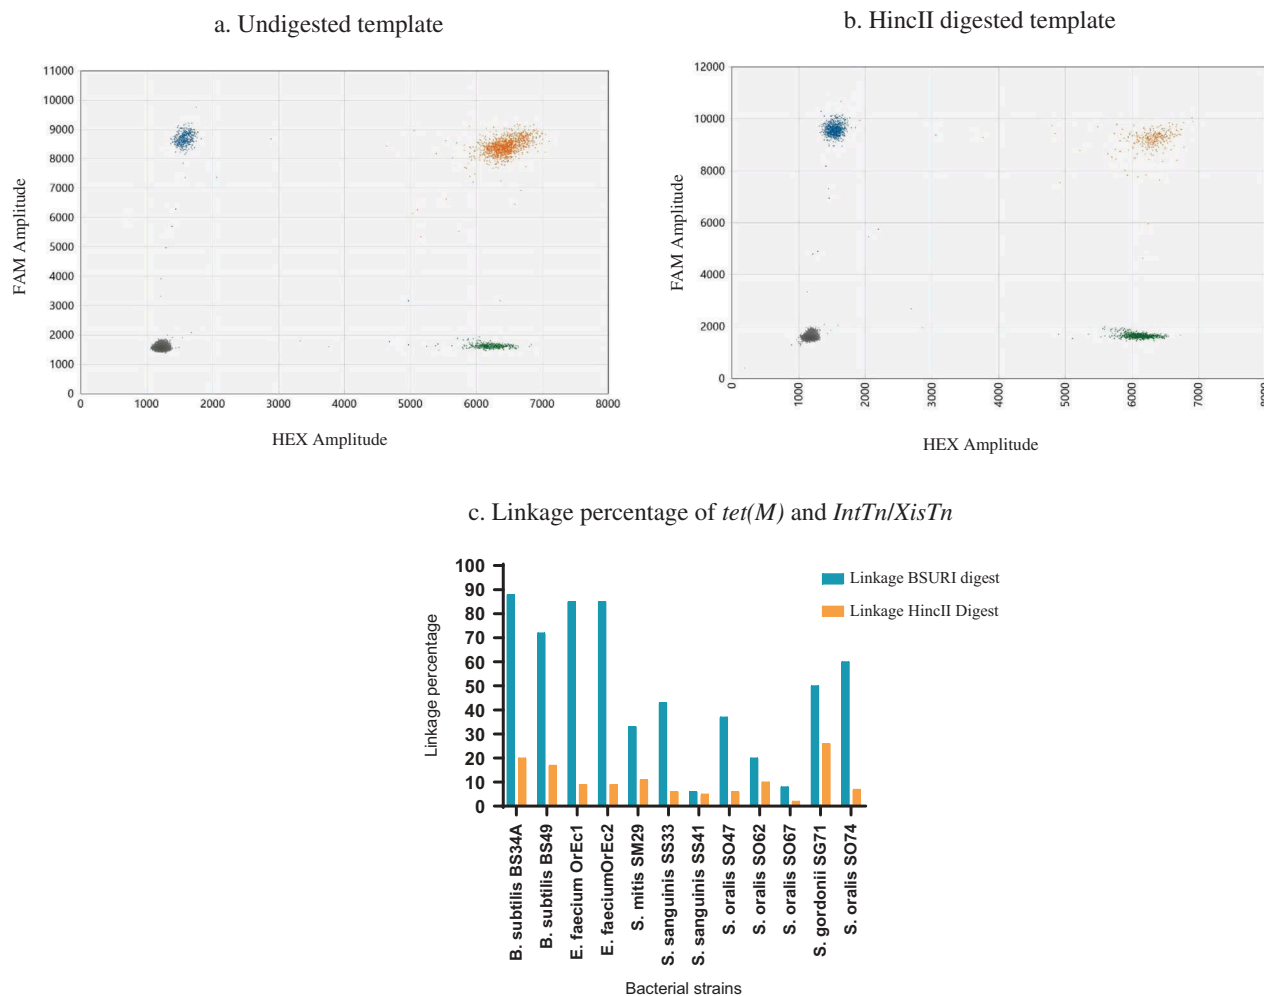 a. Undigested template
11000
10000
9000
8000
7000
6000
5000
4000
3000
2000
1000
0
FAM Amplitude
0 1000 2000 3000 4000 5000 6000 7000 8000
HEX Amplitude
b. HincII digested template
12000
10000
8000
6000
4000
2000
0
FAM Amplitude
0 1000 2000 3000 4000 5000 6000 7000 8000
HEX Amplitude
c. Linkage percentage of tet(M) and IntTn/XisTn
100
90
80
70
60
50
40
30
20
10
0
Linkage percentage
Linkage BSURI digest
Linkage HincII Digest
B. subtilis BS34A
B. subtilis BS49
E. faecium OrEc1
E. faeciumOrEc2
S. mitis SM29
S. sanguinis SS33
S. sanguinis SS41
S. oralis SO47
S. oralis SO62
S. oralis SO67
S. gordonii SG71
S. oralis SO74
Bacterial strains